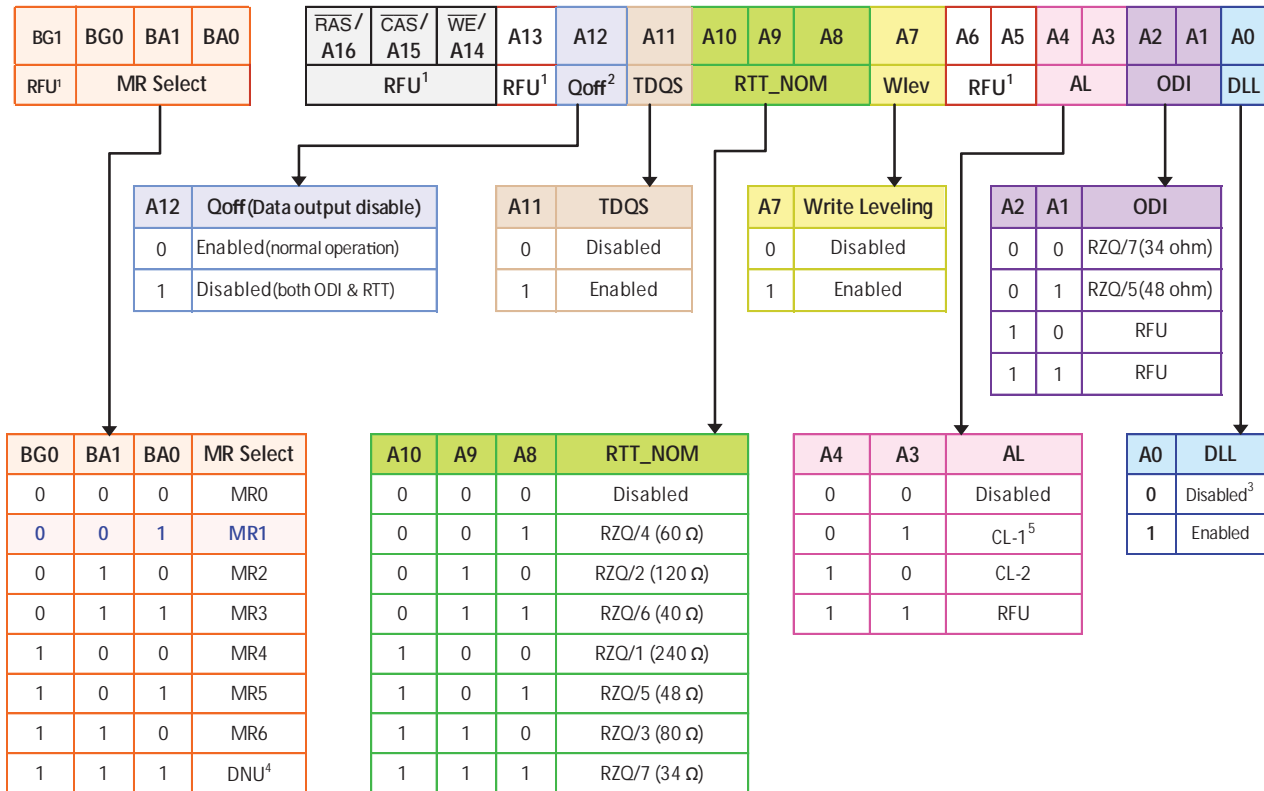 BG1 BG0 BA1 BA0
RFU¹ MR Select
RAS/ A16 CAS/ A15 WE/ A14 A13 A12 A11 A10 A9 A8 A7 A6 A5 A4 A3 A2 A1 A0
RFU¹ RFU¹ Qoff² TDQS RTT_NOM Wlev RFU¹ AL ODI DLL
A12 Qoff(Data output disable)
0 Enabled(normal operation)
1 Disabled(both ODI & RTT)
A11 TDQS
0 Disabled
1 Enabled
A7 Write Leveling
0 Disabled
1 Enabled
A2 A1 ODI
0 0 RZQ/7(34 ohm)
0 1 RZQ/5(48 ohm)
1 0 RFU
1 1 RFU
BG0 BA1 BA0 MR Select
0 0 0 MR0
0 0 1 MR1
0 1 0 MR2
0 1 1 MR3
1 0 0 MR4
1 0 1 MR5
1 1 0 MR6
1 1 1 DNU⁴
A10 A9 A8 RTT_NOM
0 0 0 Disabled
0 0 1 RZQ/4 (60 Ω)
0 1 0 RZQ/2 (120 Ω)
0 1 1 RZQ/6 (40 Ω)
1 0 0 RZQ/1 (240 Ω)
1 0 1 RZQ/5 (48 Ω)
1 1 0 RZQ/3 (80 Ω)
1 1 1 RZQ/7 (34 Ω)
A4 A3 AL
0 0 Disabled
0 1 CL-1⁵
1 0 CL-2
1 1 RFU
A0 DLL
0 Disabled³
1 Enabled